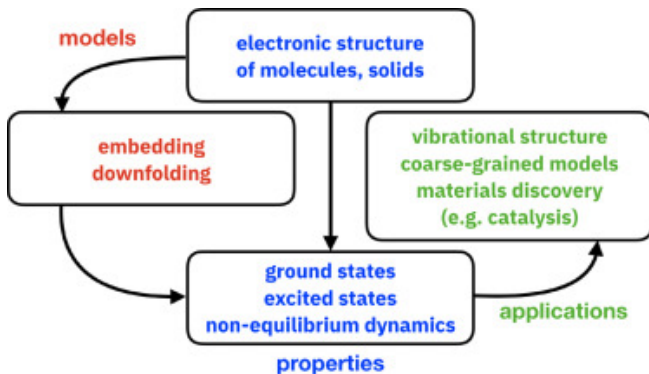 models
electronic structure
of molecules, solids
embedding
downfolding
vibrational structure
coarse-grained models
materials discovery
(e.g. catalysis)
ground states
excited states
non-equilibrium dynamics
applications
properties